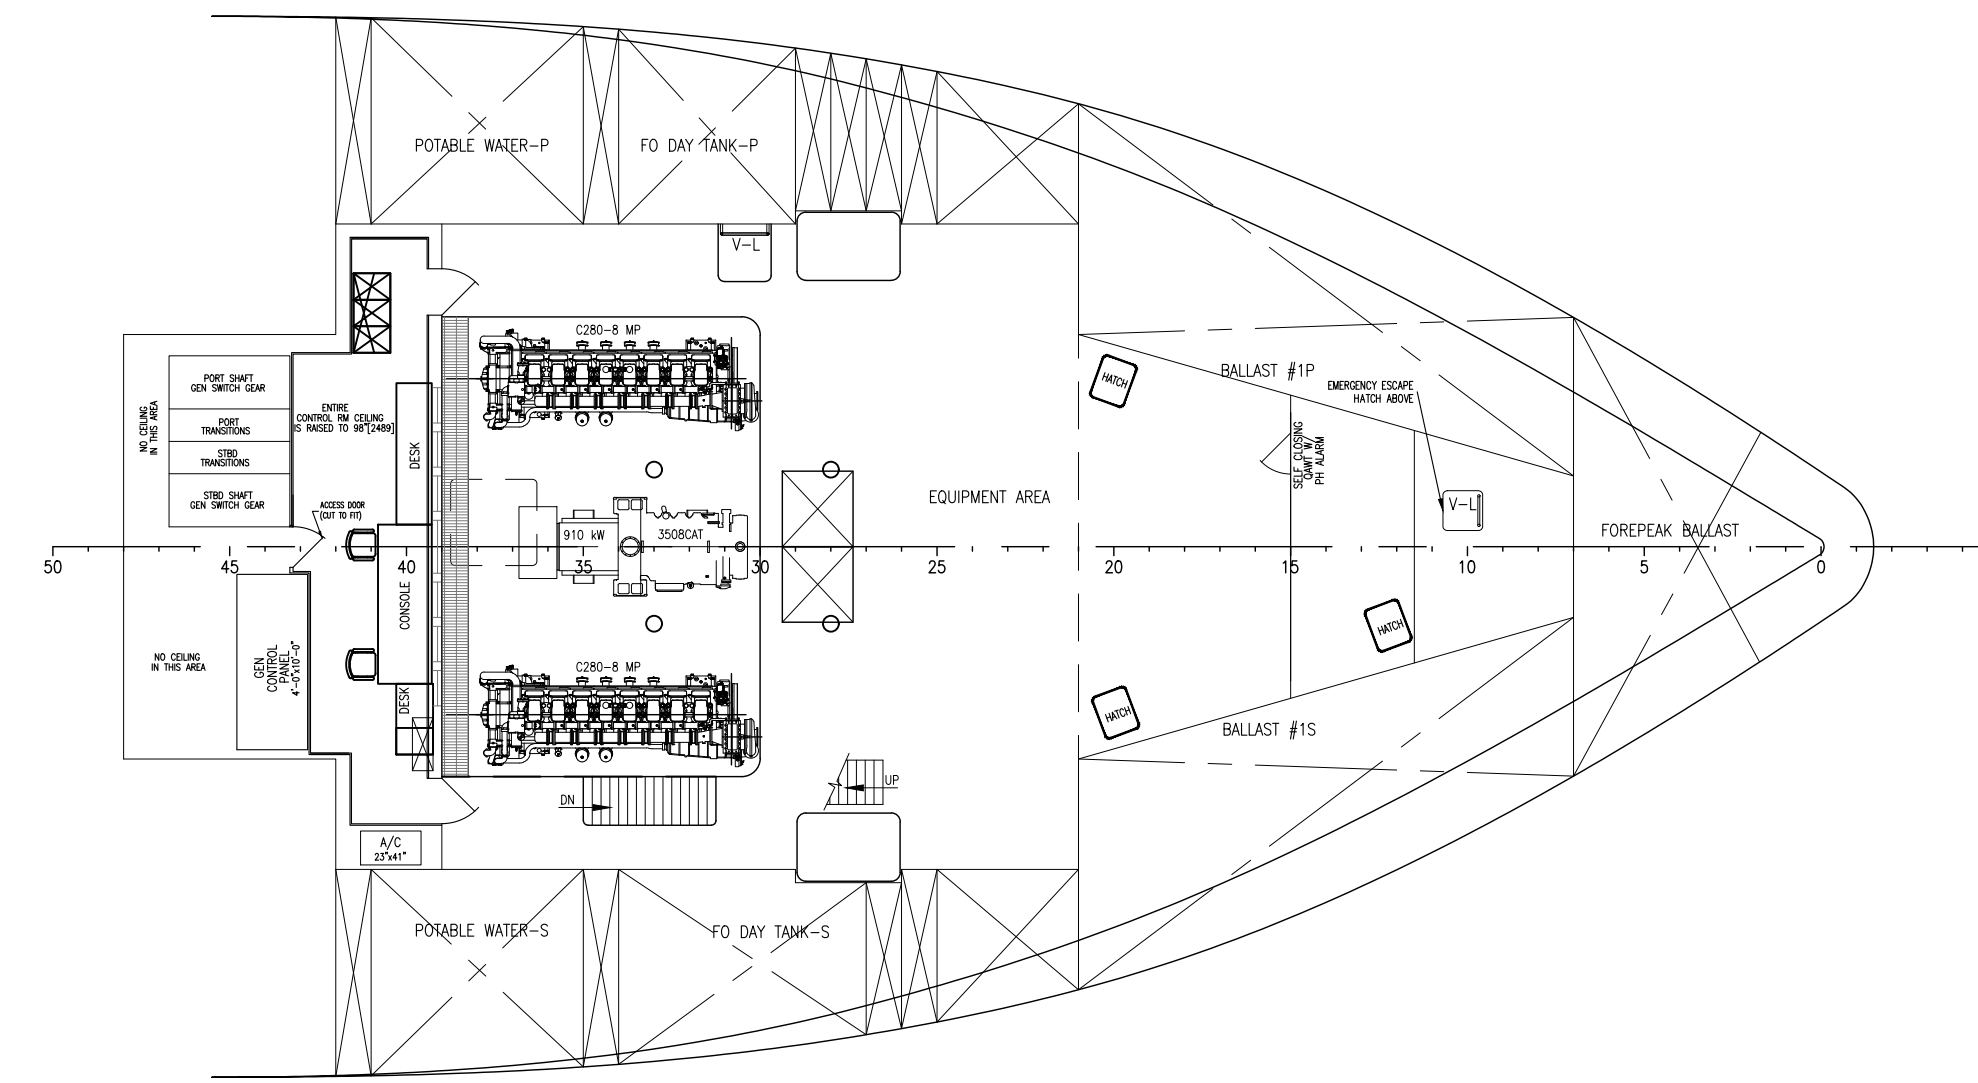 POTABLE WATER-P
FO DAY TANK-P
V-L
C280-8 MP
PORT SHAFT
GEN SWITCH GEAR
PORT
TRANSITIONS
STBD
TRANSITIONS
STBD SHAFT
GEN SWITCH GEAR
NO CEILING
IN THIS AREA
ENTIRE
CONTROL RM CEILING
IS RAISED TO 98"[2489]
DESK
ACCESS DOOR
(CUT TO FIT)
BALLAST #1P
EMERGENCY ESCAPE
HATCH ABOVE
HATCH
SELF CLOSING
QAWT W/
PH ALARM
EQUIPMENT AREA
V-L
FOREPEAK BALLAST
910 kW
3508CAT
50
45
40
35
30
25
20
15
10
5
0
CONSOLE
NO CEILING
IN THIS AREA
GEN
CONTROL
PANEL
4'-0"x10'-0"
DESK
C280-8 MP
HATCH
HATCH
BALLAST #1S
DN
UP
A/C
23"x41"
POTABLE WATER-S
FO DAY TANK-S